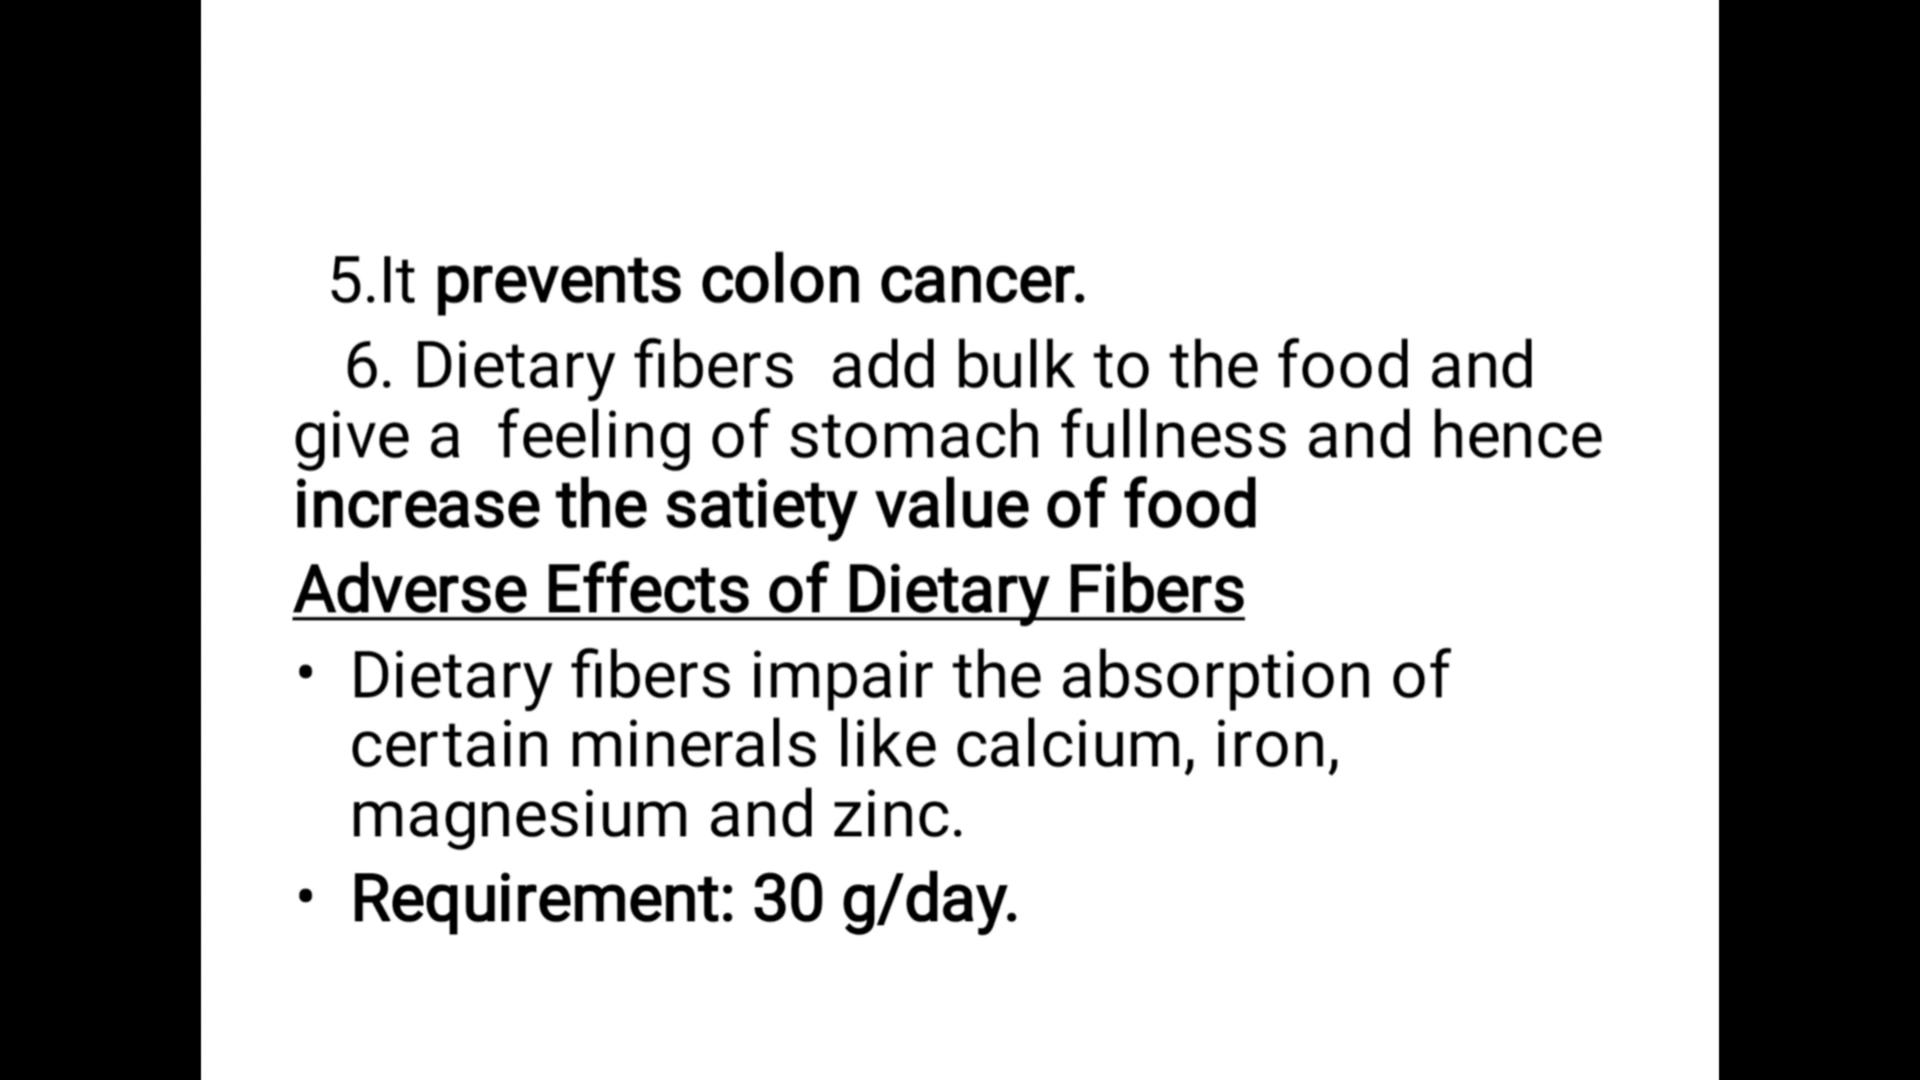 5.It prevents colon cancer.
6. Dietary fibers  add bulk to the food and
give a  feeling of stomach fullness and hence
increase the satiety value of food
Adverse Effects of Dietary Fibers
• Dietary fibers impair the absorption of
certain minerals like calcium, iron,
magnesium and zinc.
• Requirement: 30 g/day.